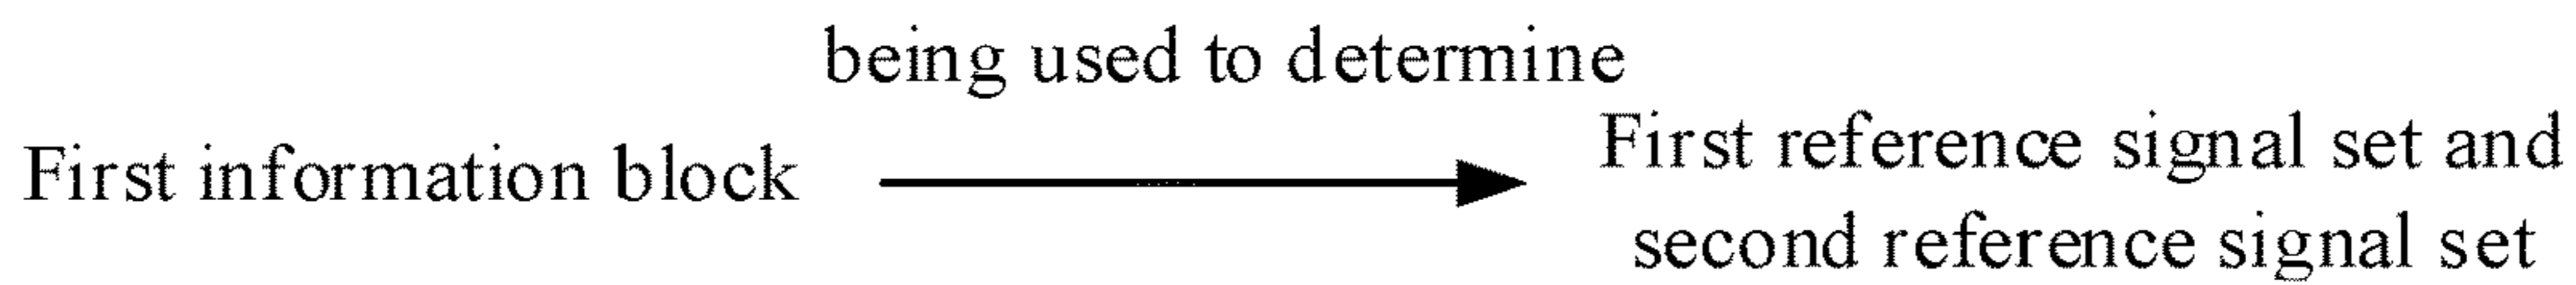 being used to determine
First information block
First reference signal set and
second reference signal set